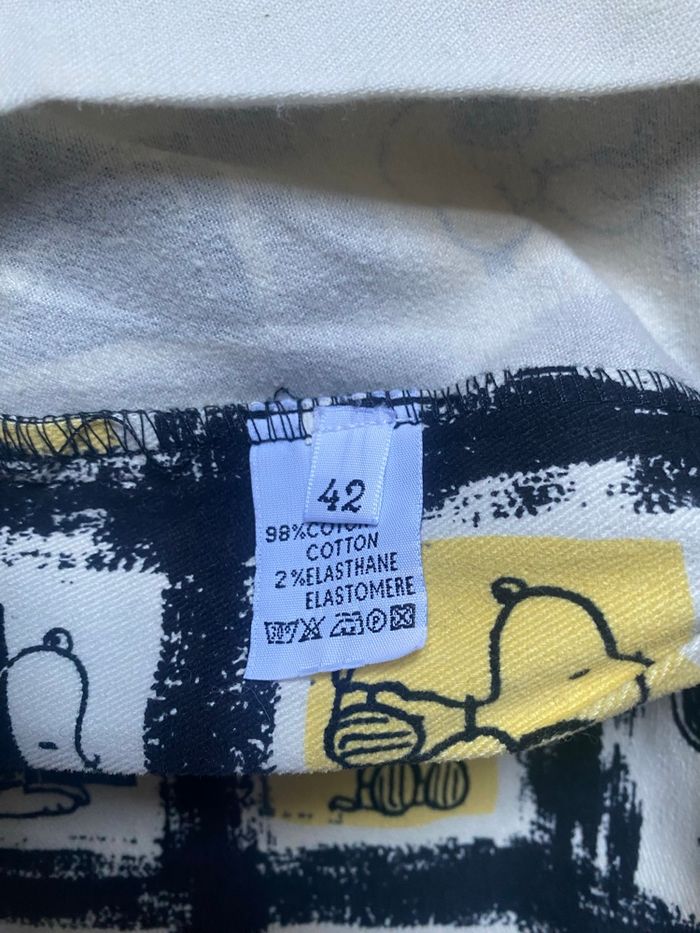 42
98%COTON
COTTON
2%ELASTHANE
ELASTOMERE